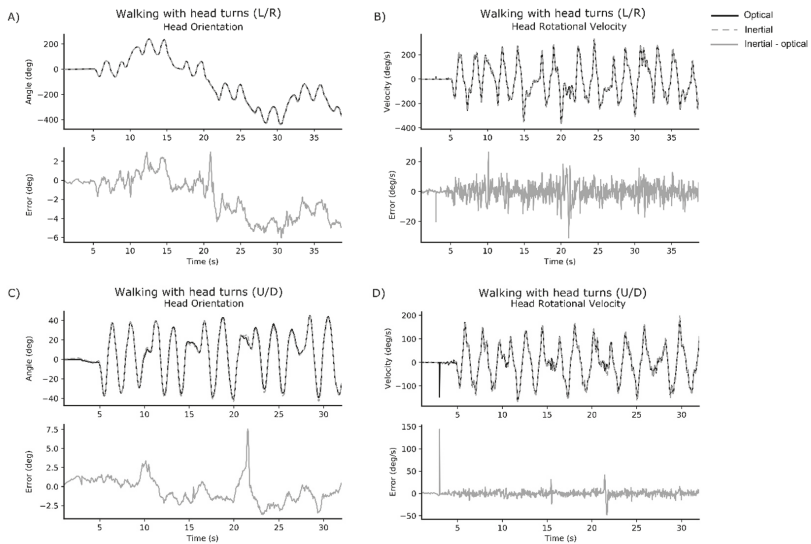 A)
Walking with head turns (L/R)
Head Orientation
Angle (deg)
200
0
−200
−400
5 10 15 20 25 30 35
Error (deg)
2
0
−2
−4
−6
5 10 15 20 25 30 35
Time (s)
B)
Walking with head turns (L/R)
Head Rotational Velocity
Velocity (deg/s)
200
0
−200
−400
5 10 15 20 25 30 35
Error (deg/s)
20
0
−20
5 10 15 20 25 30 35
Time (s)
Optical
Inertial
Inertial - optical
C)
Walking with head turns (U/D)
Head Orientation
Angle (deg)
40
20
0
−20
−40
5 10 15 20 25 30
Error (deg)
7.5
5.0
2.5
0.0
−2.5
5 10 15 20 25 30
Time (s)
D)
Walking with head turns (U/D)
Head Rotational Velocity
Velocity (deg/s)
200
100
0
−100
5 10 15 20 25 30
Error (deg/s)
150
100
50
0
−50
5 10 15 20 25 30
Time (s)